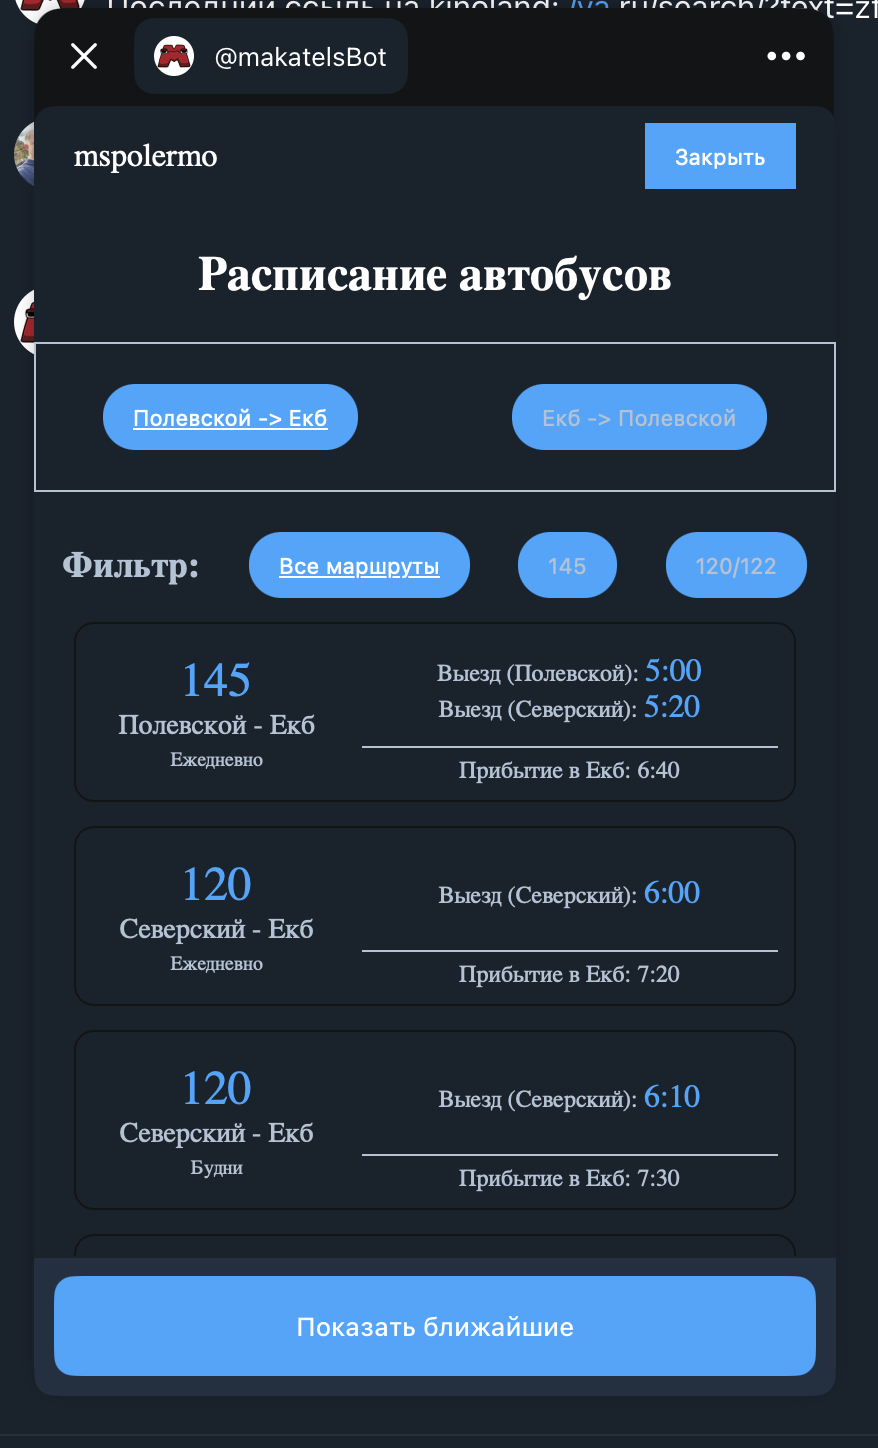 Последний ссыль на kinoland: /ya.ru/search/?text=
@makatelsBot
mspolermo
Закрыть
Расписание автобусов
Полевской -> Екб
Екб -> Полевской
Фильтр:
Все маршруты
145
120/122
145
Полевской - Екб
Ежедневно
Выезд (Полевской): 5:00
Выезд (Северский): 5:20
Прибытие в Екб: 6:40
120
Северский - Екб
Ежедневно
Выезд (Северский): 6:00
Прибытие в Екб: 7:20
120
Северский - Екб
Будни
Выезд (Северский): 6:10
Прибытие в Екб: 7:30
Показать ближайшие